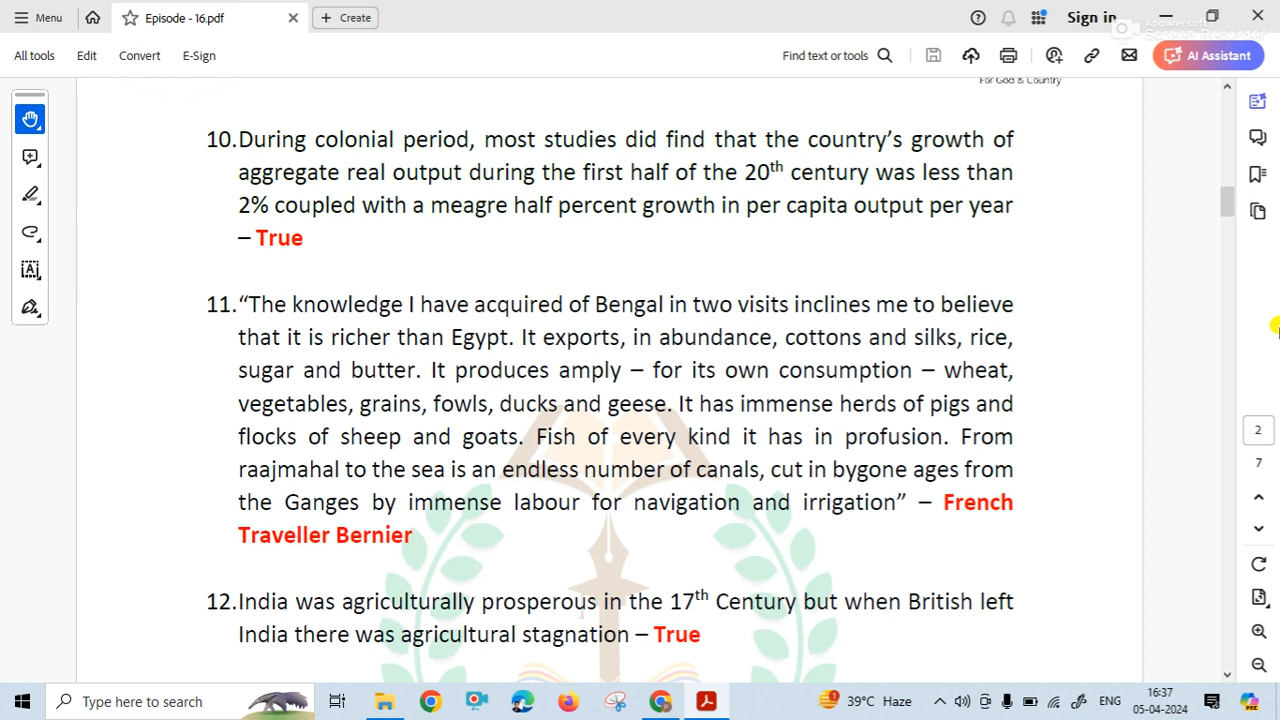 Menu
Episode - 16.pdf
Create
Sign in
Apowersoft
Screen Recorder
All tools
Edit
Convert
E-Sign
Find text or tools
AI Assistant
For God & Country
10. During colonial period, most studies did find that the country's growth of
aggregate real output during the first half of the 20th century was less than
2% coupled with a meagre half percent growth in per capita output per year
– True
11. "The knowledge I have acquired of Bengal in two visits inclines me to believe
that it is richer than Egypt. It exports, in abundance, cottons and silks, rice,
sugar and butter. It produces amply – for its own consumption – wheat,
vegetables, grains, fowls, ducks and geese. It has immense herds of pigs and
flocks of sheep and goats. Fish of every kind it has in profusion. From
raajmahal to the sea is an endless number of canals, cut in bygone ages from
the Ganges by immense labour for navigation and irrigation" – French
Traveller Bernier
12. India was agriculturally prosperous in the 17th Century but when British left
India there was agricultural stagnation – True
2
7
Type here to search
1
39°C Haze
ENG
16:37
05-04-2024
PRE